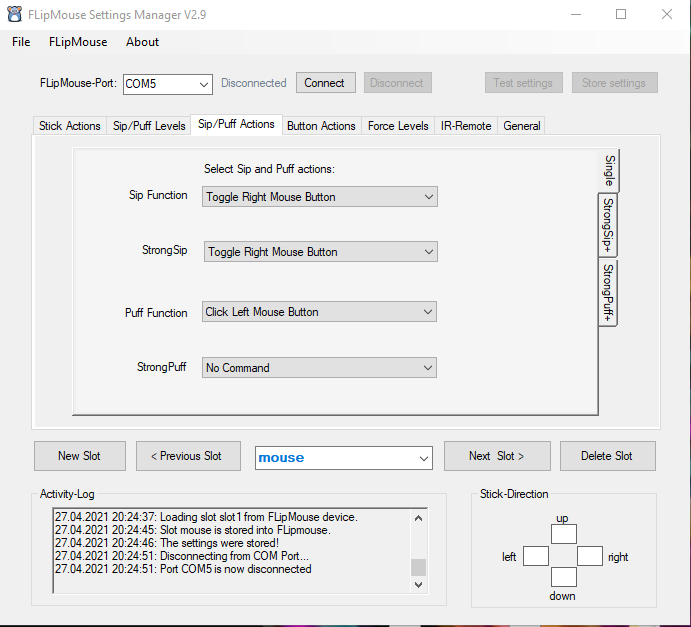 FLipMouse Settings Manager V2.9
File FLipMouse About
FLipMouse-Port: COM5 Disconnected Connect Disconnect Test settings Store settings
Stick Actions Sip/Puff Levels Sip/Puff Actions Button Actions Force Levels IR-Remote General
Select Sip and Puff actions:
Sip Function Toggle Right Mouse Button
StrongSip Toggle Right Mouse Button
Puff Function Click Left Mouse Button
StrongPuff No Command
Single
StrongSip+
StrongPuff+
New Slot < Previous Slot mouse Next Slot > Delete Slot
Activity-Log
27.04.2021 20:24:37: Loading slot slot1 from FLipMouse device.
27.04.2021 20:24:45: Slot mouse is stored into FLipmouse.
27.04.2021 20:24:46: The settings were stored!
27.04.2021 20:24:51: Disconnecting from COM Port...
27.04.2021 20:24:51: Port COM5 is now disconnected
Stick-Direction
up
left right
down